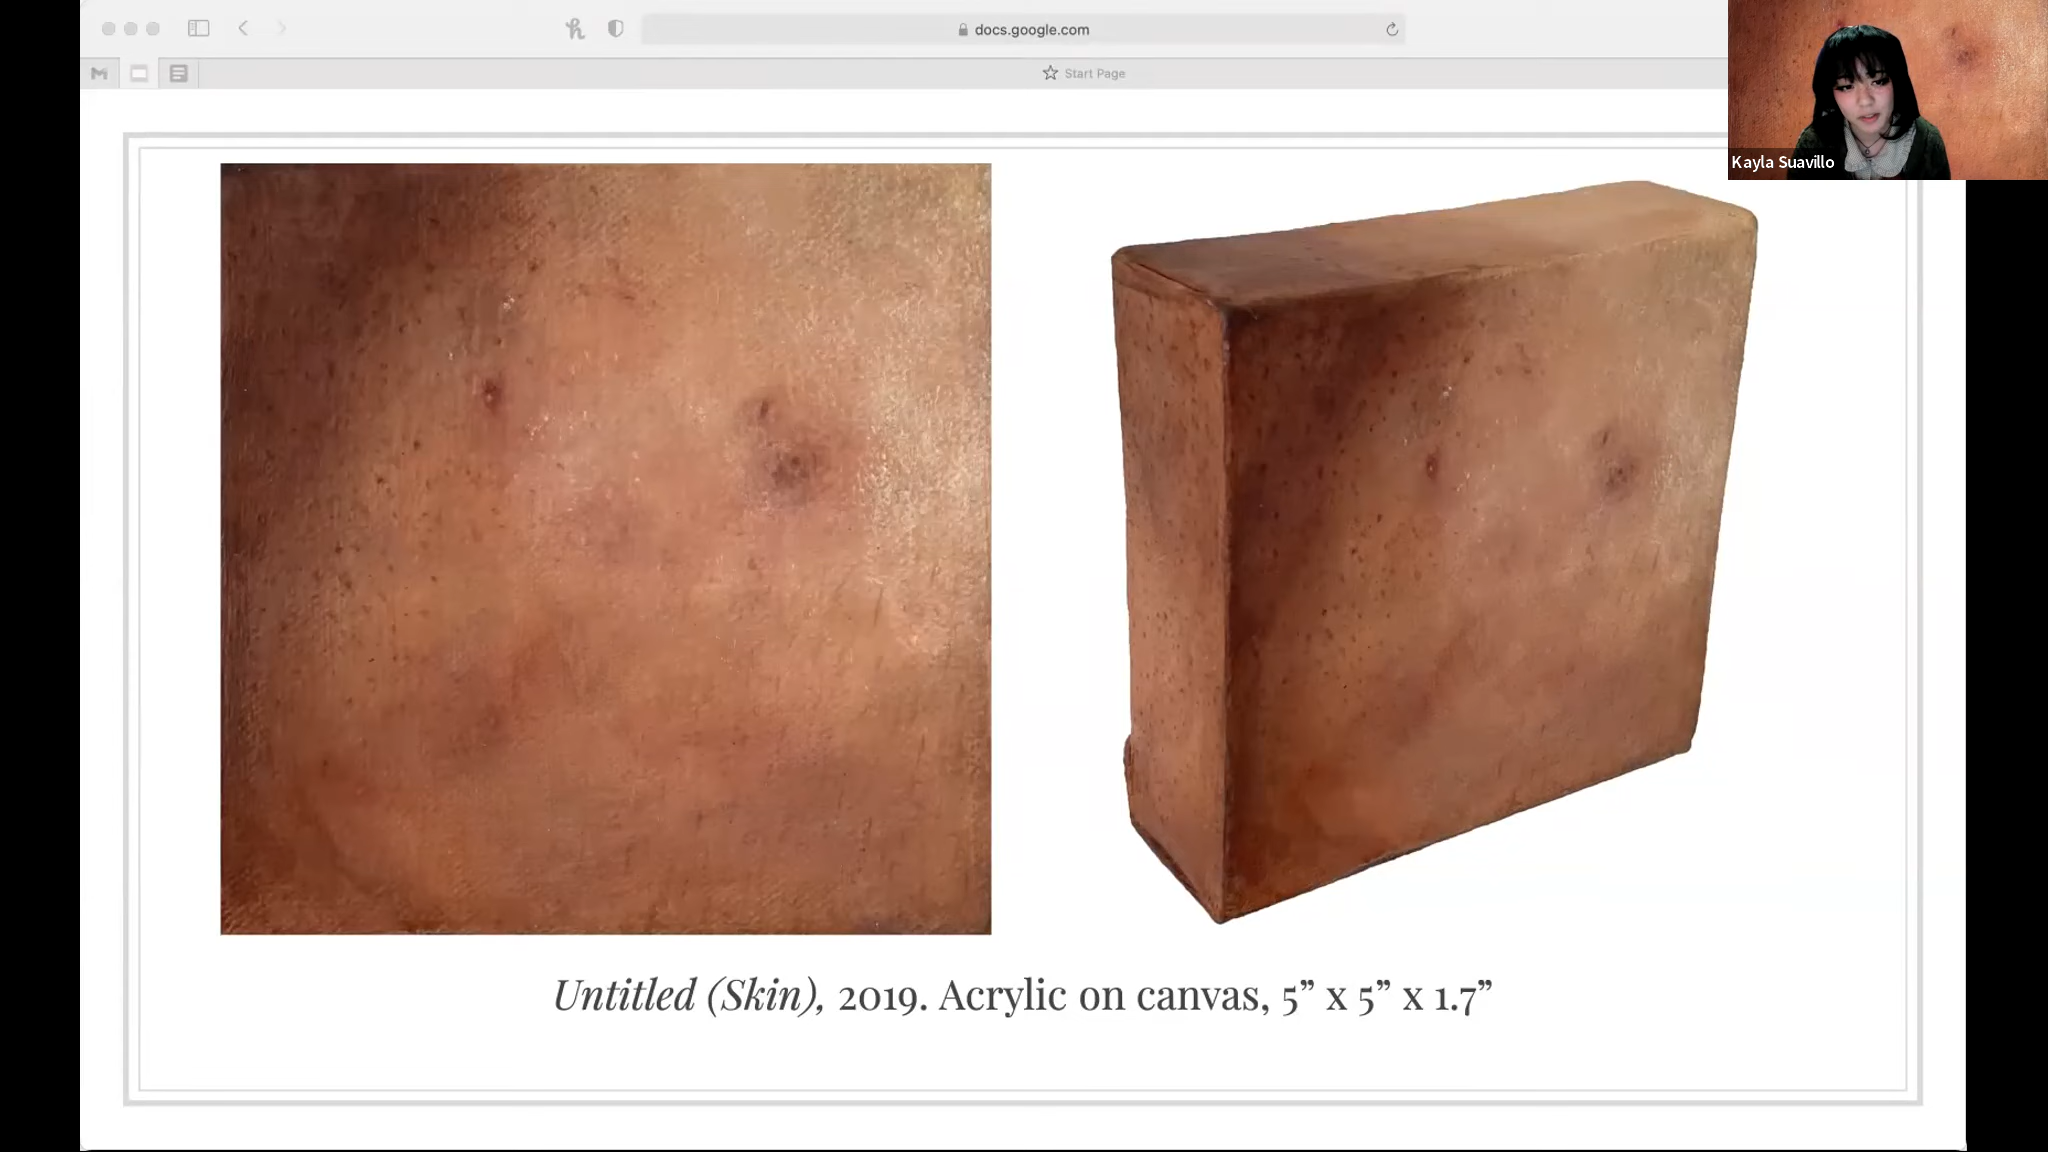 docs.google.com
Start Page
Kayla Suavillo
Untitled (Skin), 2019. Acrylic on canvas, 5” x 5” x 1.7”